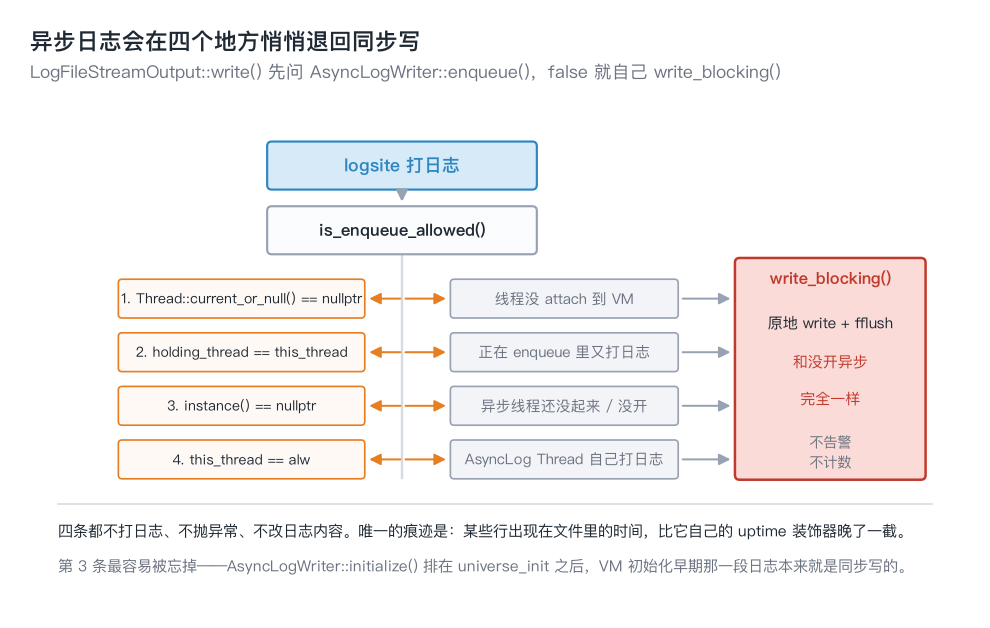 异步日志会在四个地方悄悄退回同步写
LogFileStreamOutput::write() 先问 AsyncLogWriter::enqueue()，false 就自己 write_blocking()
logsite 打日志
is_enqueue_allowed()
1. Thread::current_or_null() == nullptr
线程没 attach 到 VM
2. holding_thread == this_thread
正在 enqueue 里又打日志
3. instance() == nullptr
异步线程还没起来 / 没开
4. this_thread == alw
AsyncLog Thread 自己打日志
write_blocking()
原地 write + fflush
和没开异步
完全一样
不告警
不计数
四条都不打日志、不抛异常、不改日志内容。唯一的痕迹是：某些行出现在文件里的时间，比它自己的 uptime 装饰器晚了一截。
第 3 条最容易被忘掉——AsyncLogWriter::initialize() 排在 universe_init 之后，VM 初始化早期那一段日志本来就是同步写的。